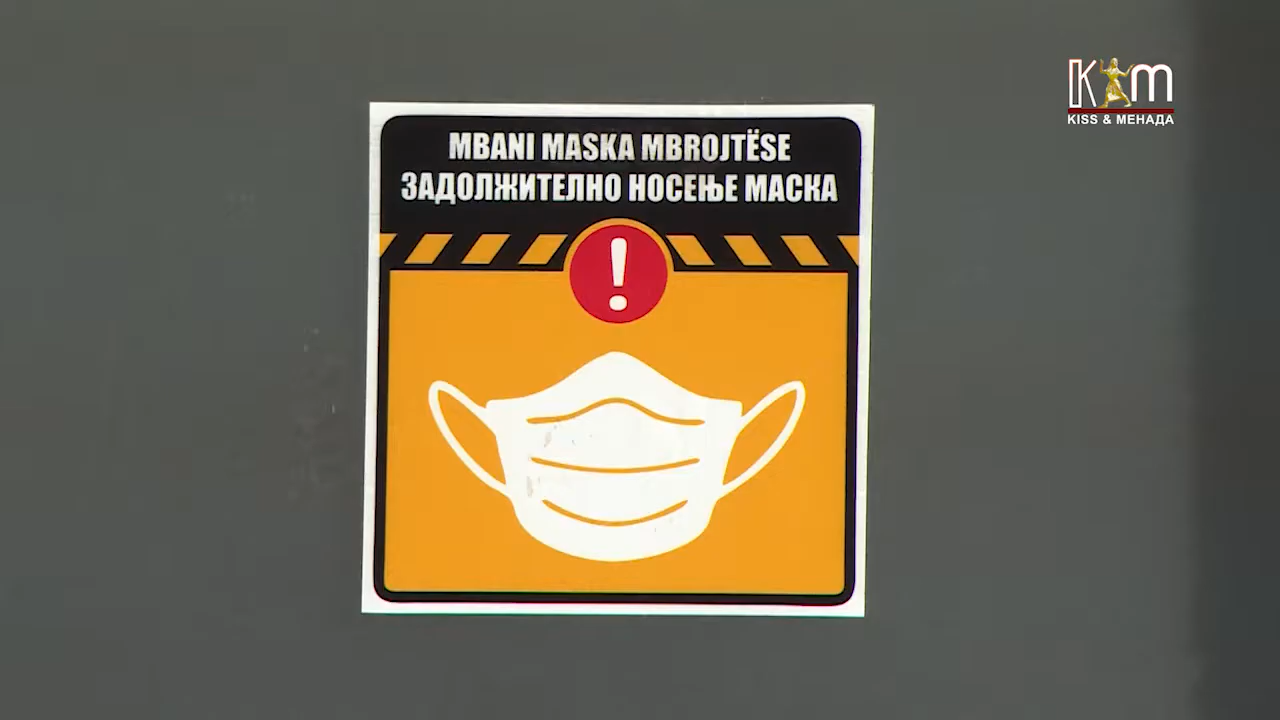 MBANI MASKA MBROJTËSE
ЗАДОЛЖИТЕЛНО НОСЕЊЕ МАСКА
!
K m
KISS & МЕНАДА